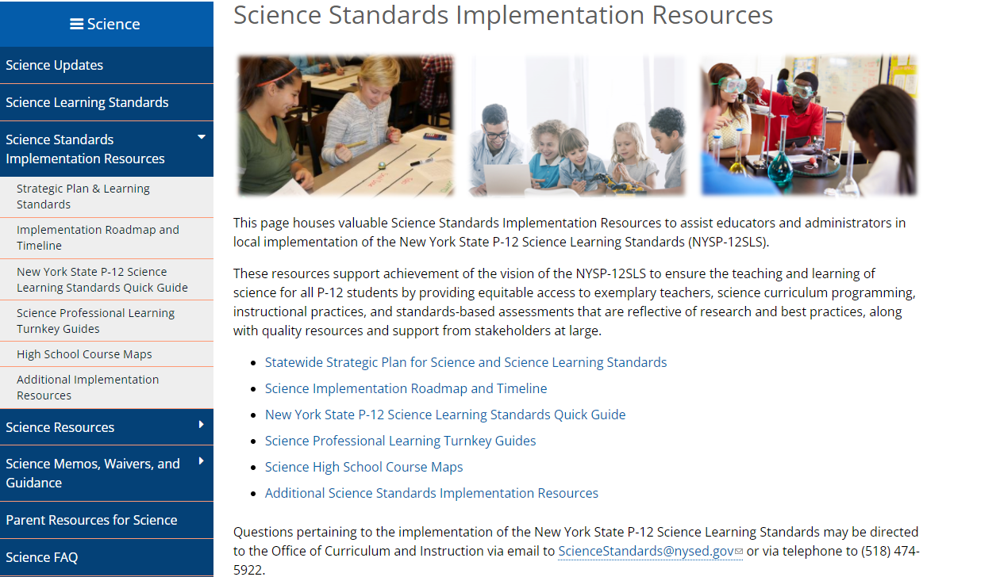 Science
Science Updates
Science Learning Standards
Science Standards
Implementation Resources
Strategic Plan & Learning
Standards
Implementation Roadmap and
Timeline
New York State P-12 Science
Learning Standards Quick Guide
Science Professional Learning
Turnkey Guides
High School Course Maps
Additional Implementation
Resources
Science Resources
Science Memos, Waivers, and
Guidance
Parent Resources for Science
Science FAQ
Science Standards Implementation Resources
This page houses valuable Science Standards Implementation Resources to assist educators and administrators in
local implementation of the New York State P-12 Science Learning Standards (NYSP-12SLS).
These resources support achievement of the vision of the NYSP-12SLS to ensure the teaching and learning of
science for all P-12 students by providing equitable access to exemplary teachers, science curriculum programming,
instructional practices, and standards-based assessments that are reflective of research and best practices, along
with quality resources and support from stakeholders at large.
• Statewide Strategic Plan for Science and Science Learning Standards
• Science Implementation Roadmap and Timeline
• New York State P-12 Science Learning Standards Quick Guide
• Science Professional Learning Turnkey Guides
• Science High School Course Maps
• Additional Science Standards Implementation Resources
Questions pertaining to the implementation of the New York State P-12 Science Learning Standards may be directed
to the Office of Curriculum and Instruction via email to ScienceStandards@nysed.gov or via telephone to (518) 474-
5922.